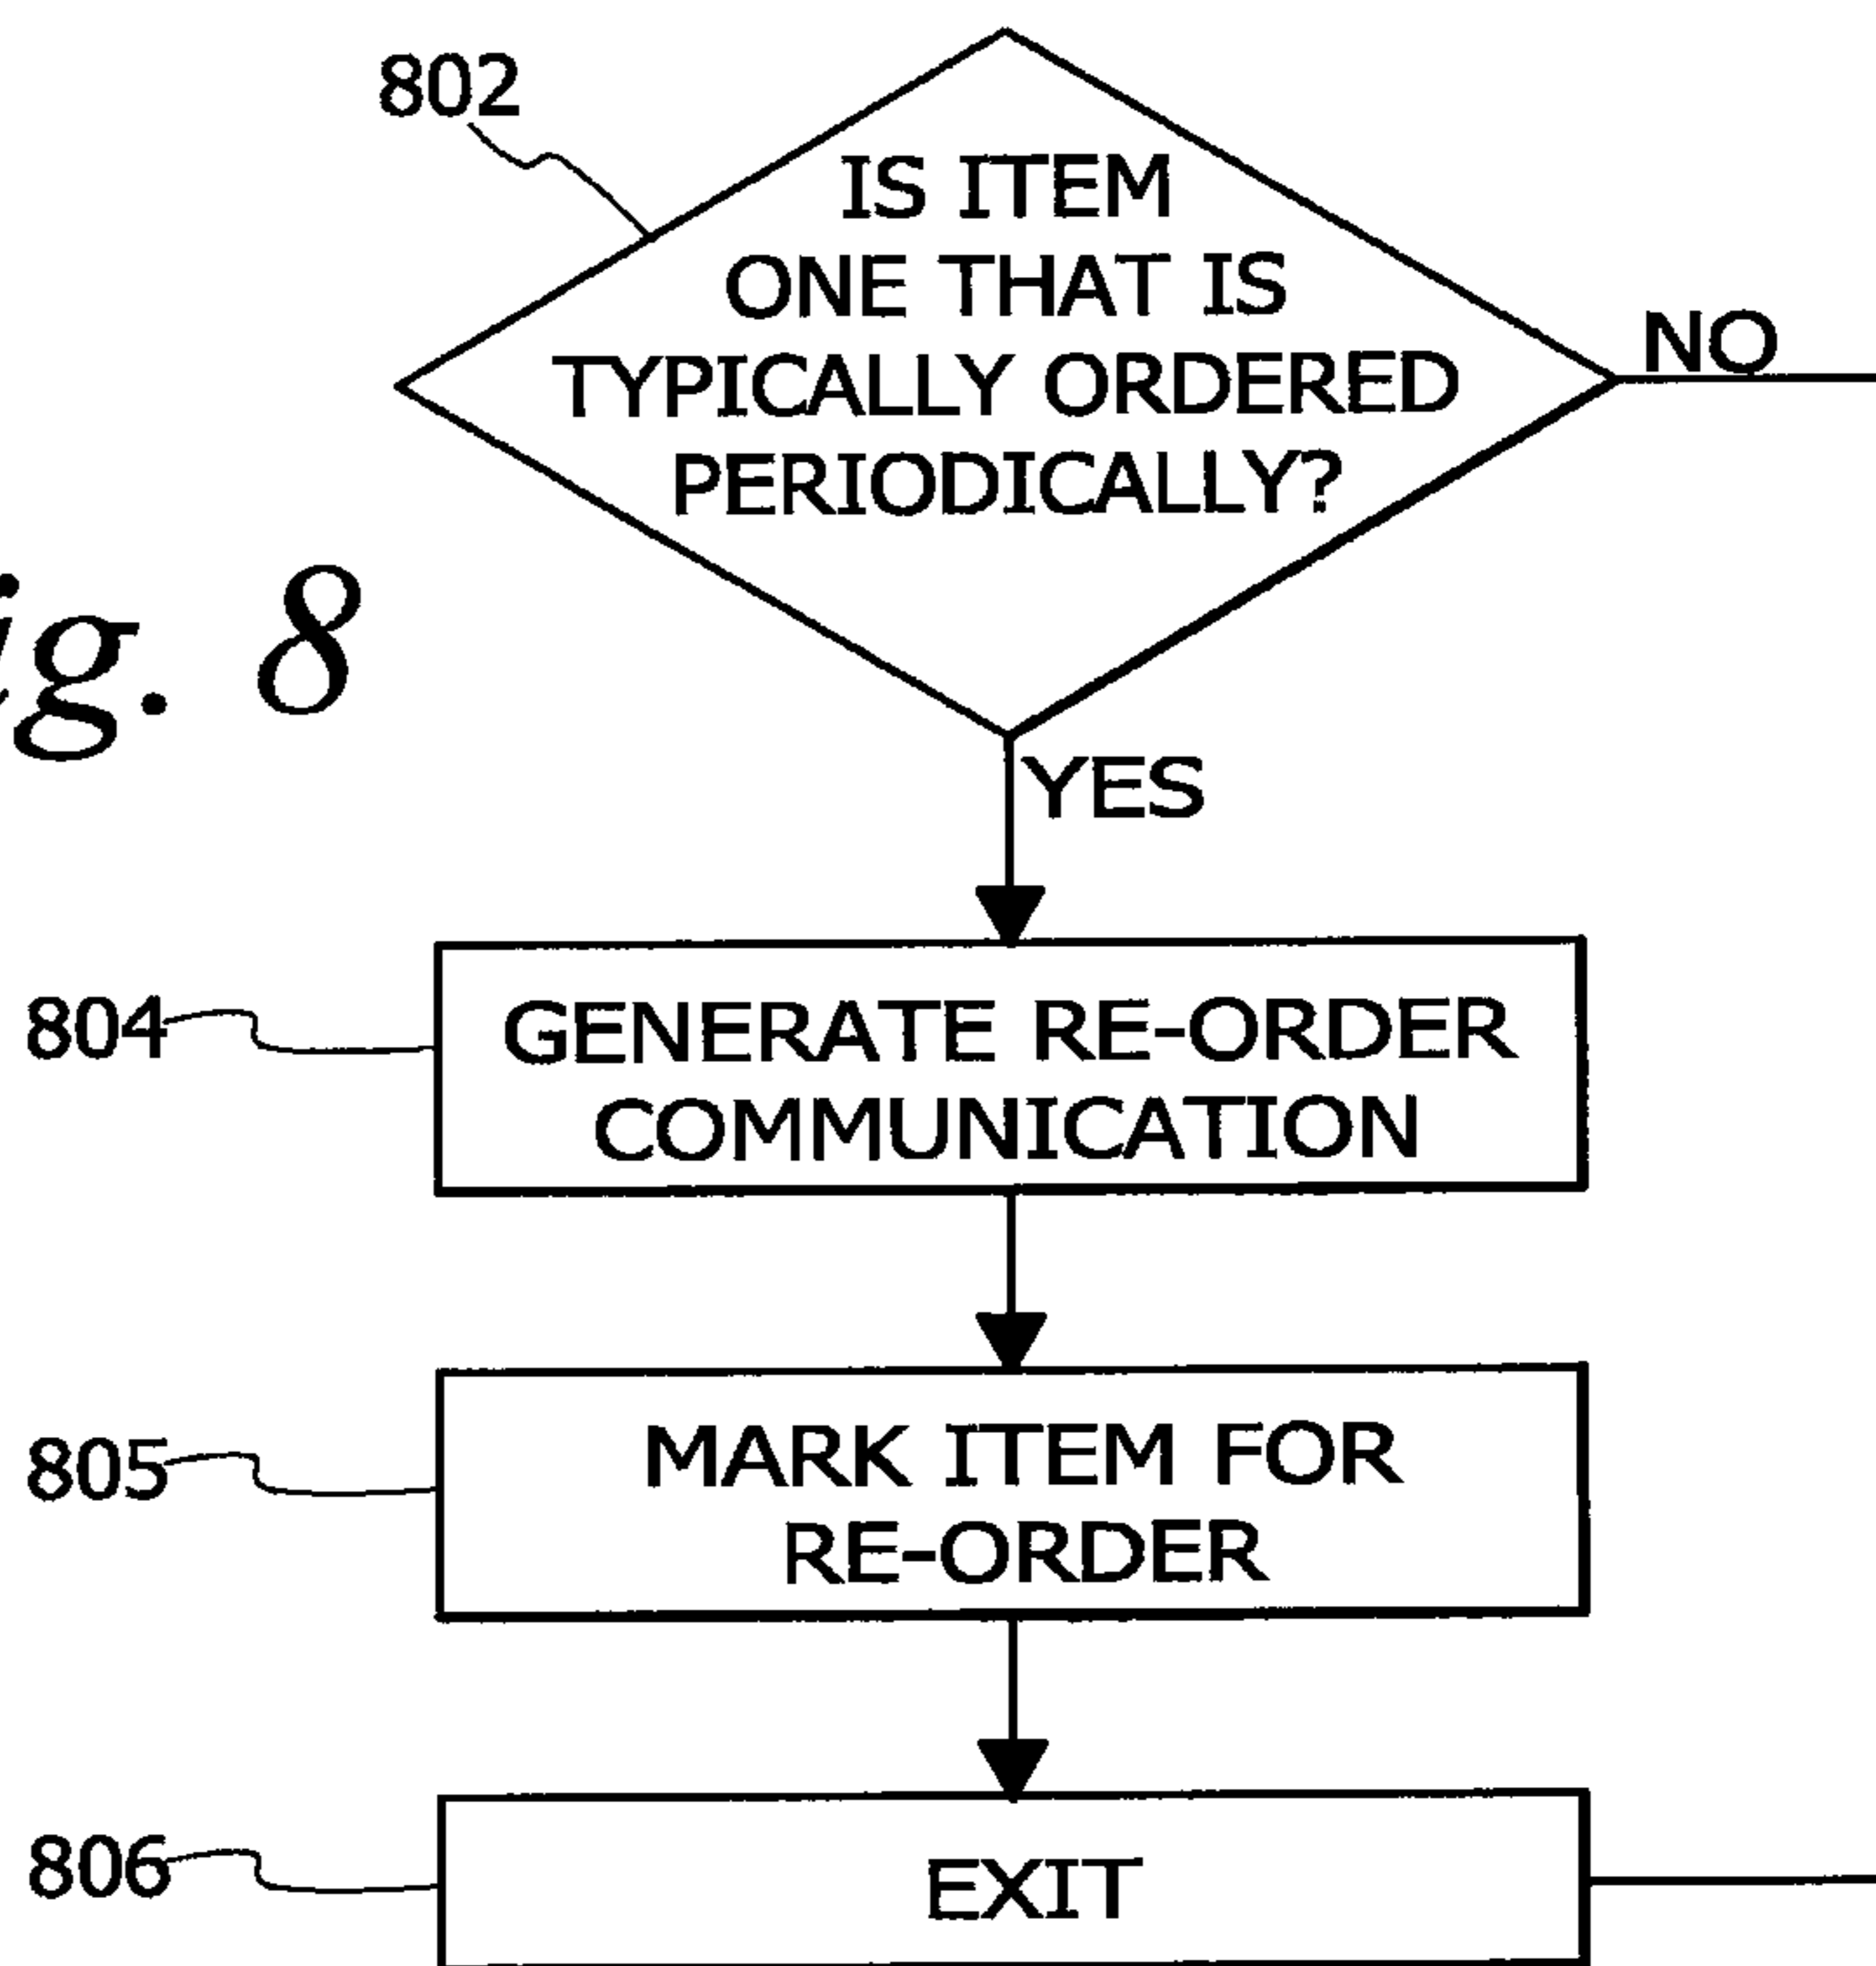 802
IS ITEM
ONE THAT IS
TYPICALLY ORDERED
PERIODICALLY?
NO
ig. 8
YES
804
GENERATE RE-ORDER
COMMUNICATION
805
MARK ITEM FOR
RE-ORDER
806
EXIT